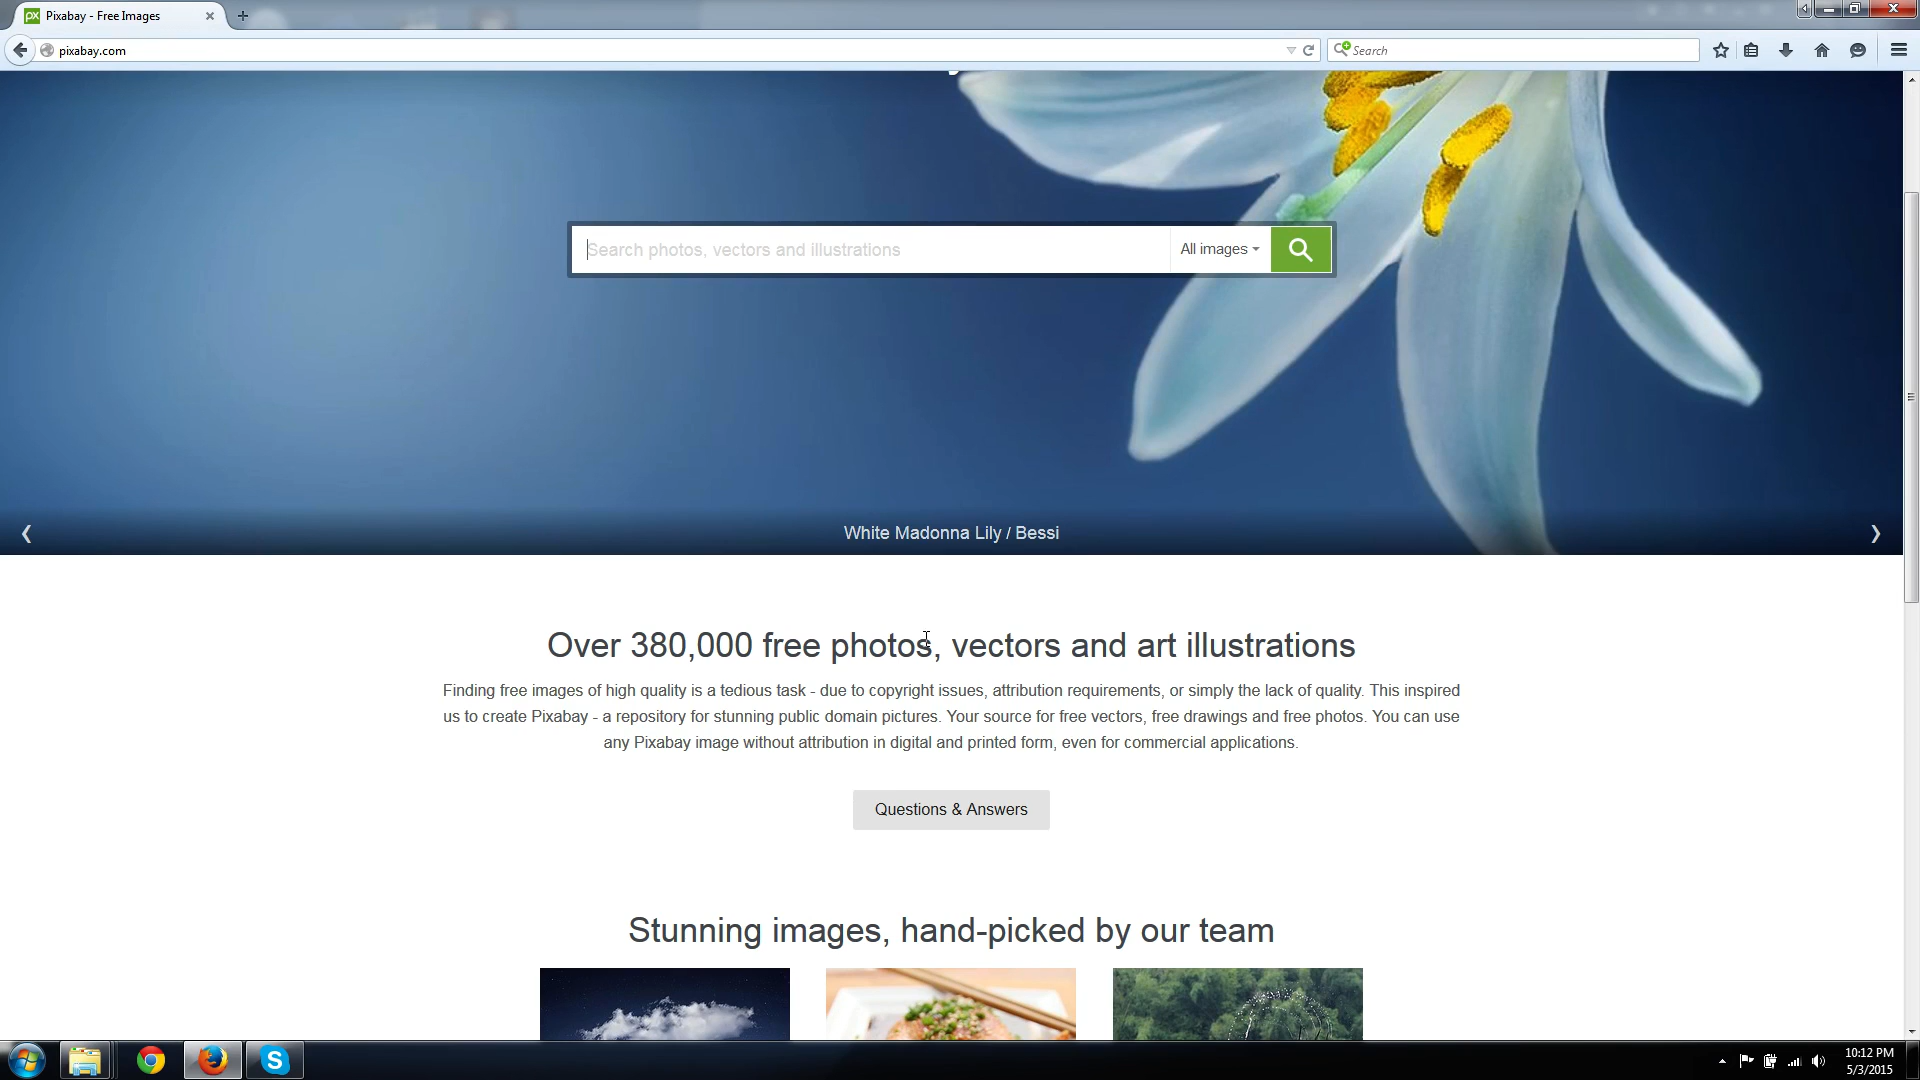 px Pixabay - Free Images
pixabay.com
Search
Search photos, vectors and illustrations
All images
White Madonna Lily / Bessi
Over 380,000 free photos, vectors and art illustrations
Finding free images of high quality is a tedious task - due to copyright issues, attribution requirements, or simply the lack of quality. This inspired
us to create Pixabay - a repository for stunning public domain pictures. Your source for free vectors, free drawings and free photos. You can use
any Pixabay image without attribution in digital and printed form, even for commercial applications.
Questions & Answers
Stunning images, hand-picked by our team
S
10:12 PM
5/3/2015